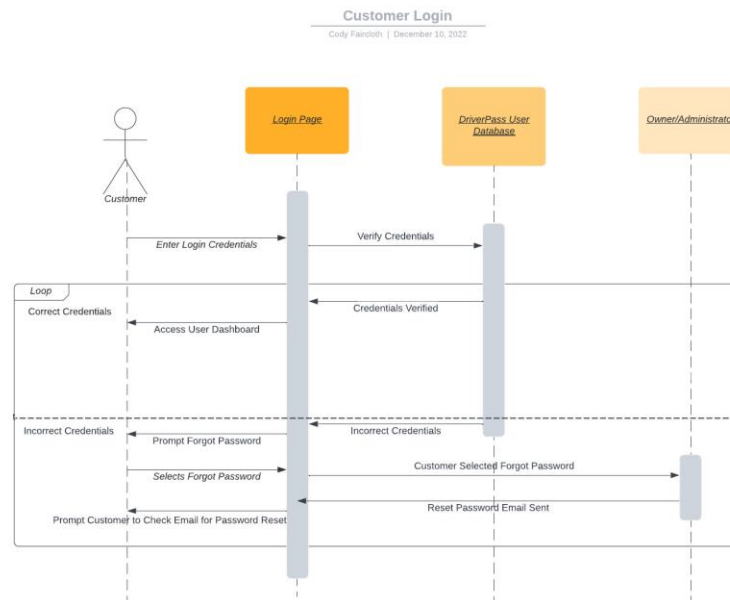 Customer Login
Cody Faircloth | December 10, 2022
Login Page
DriverPass User
Database
Owner/Administrato
Customer
Enter Login Credentials
Verify Credentials
Loop
Correct Credentials
Credentials Verified
Access User Dashboard
Incorrect Credentials
Incorrect Credentials
Prompt Forgot Password
Selects Forgot Password
Customer Selected Forgot Password
Reset Password Email Sent
Prompt Customer to Check Email for Password Reset